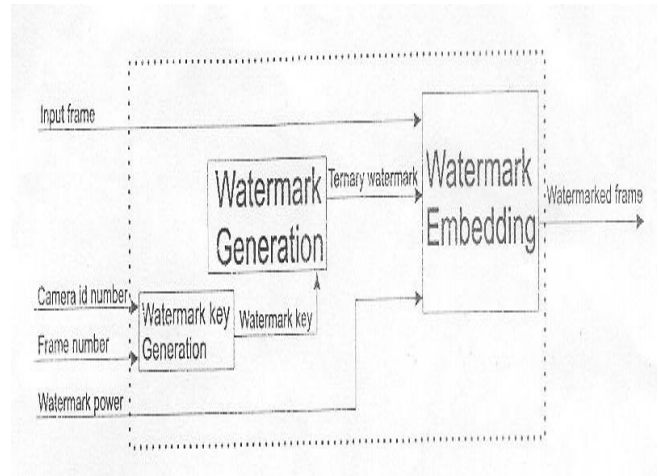 Input frame
Watermark
Generation
Ternary watermark
Watermark
Embedding
Watermarked frame
Camera id number
Frame number
Watermark key
Generation
Watermark key
Watermark power